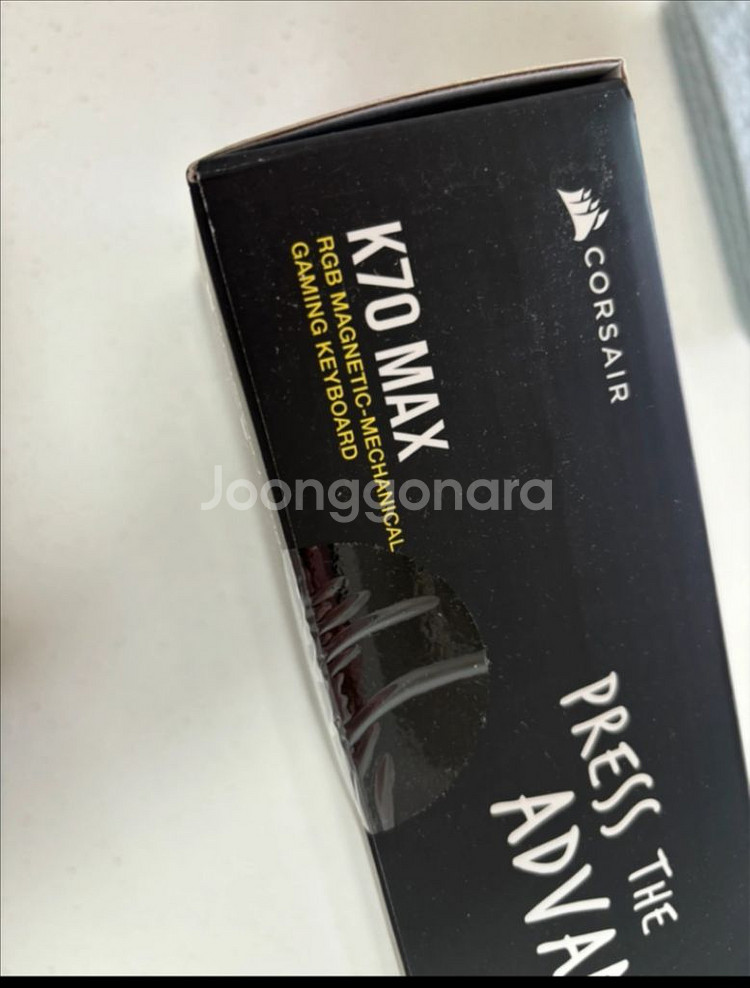 CORSAIR
K70 MAX
RGB MAGNETIC-MECHANICAL
GAMING KEYBOARD
Joonggonara
PRESS THE